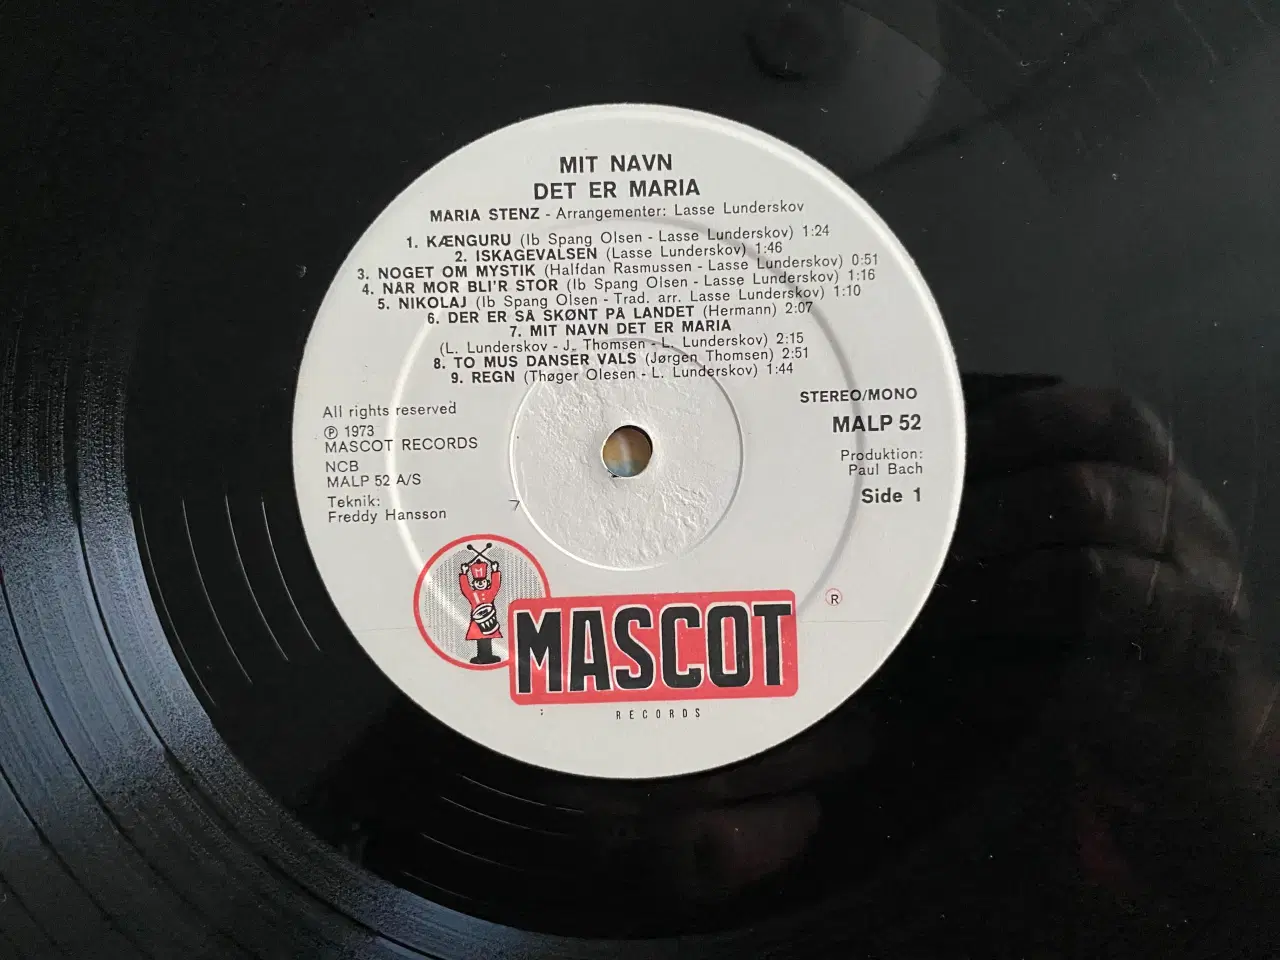 MIT NAVN
DET ER MARIA
MARIA STENZ - Arrangementer: Lasse Lunderskov
1. KÆNGURU (Ib Spang Olsen - Lasse Lunderskov) 1:24
2. ISKAGEVALSEN (Lasse Lunderskov) 1:46
3. NOGET OM MYSTIK (Halfdan Rasmussen - Lasse Lunderskov) 0:51
4. NÅR MOR BLI'R STOR (Ib Spang Olsen - Lasse Lunderskov) 1:16
5. NIKOLAJ (Ib Spang Olsen - Trad. arr. Lasse Lunderskov) 1:10
6. DER ER SÅ SKØNT PÅ LANDET (Hermann) 2:07
7. MIT NAVN DET ER MARIA
(L. Lunderskov - J. Thomsen - L. Lunderskov) 2:15
8. TO MUS DANSER VALS (Jørgen Thomsen) 2:51
9. REGN (Thøger Olesen - L. Lunderskov) 1:44
All rights reserved
℗ 1973
MASCOT RECORDS
NCB
MALP 52 A/S
Teknik:
Freddy Hansson
STEREO/MONO
MALP 52
Produktion:
Paul Bach
Side 1
M
MASCOT
®
RECORDS